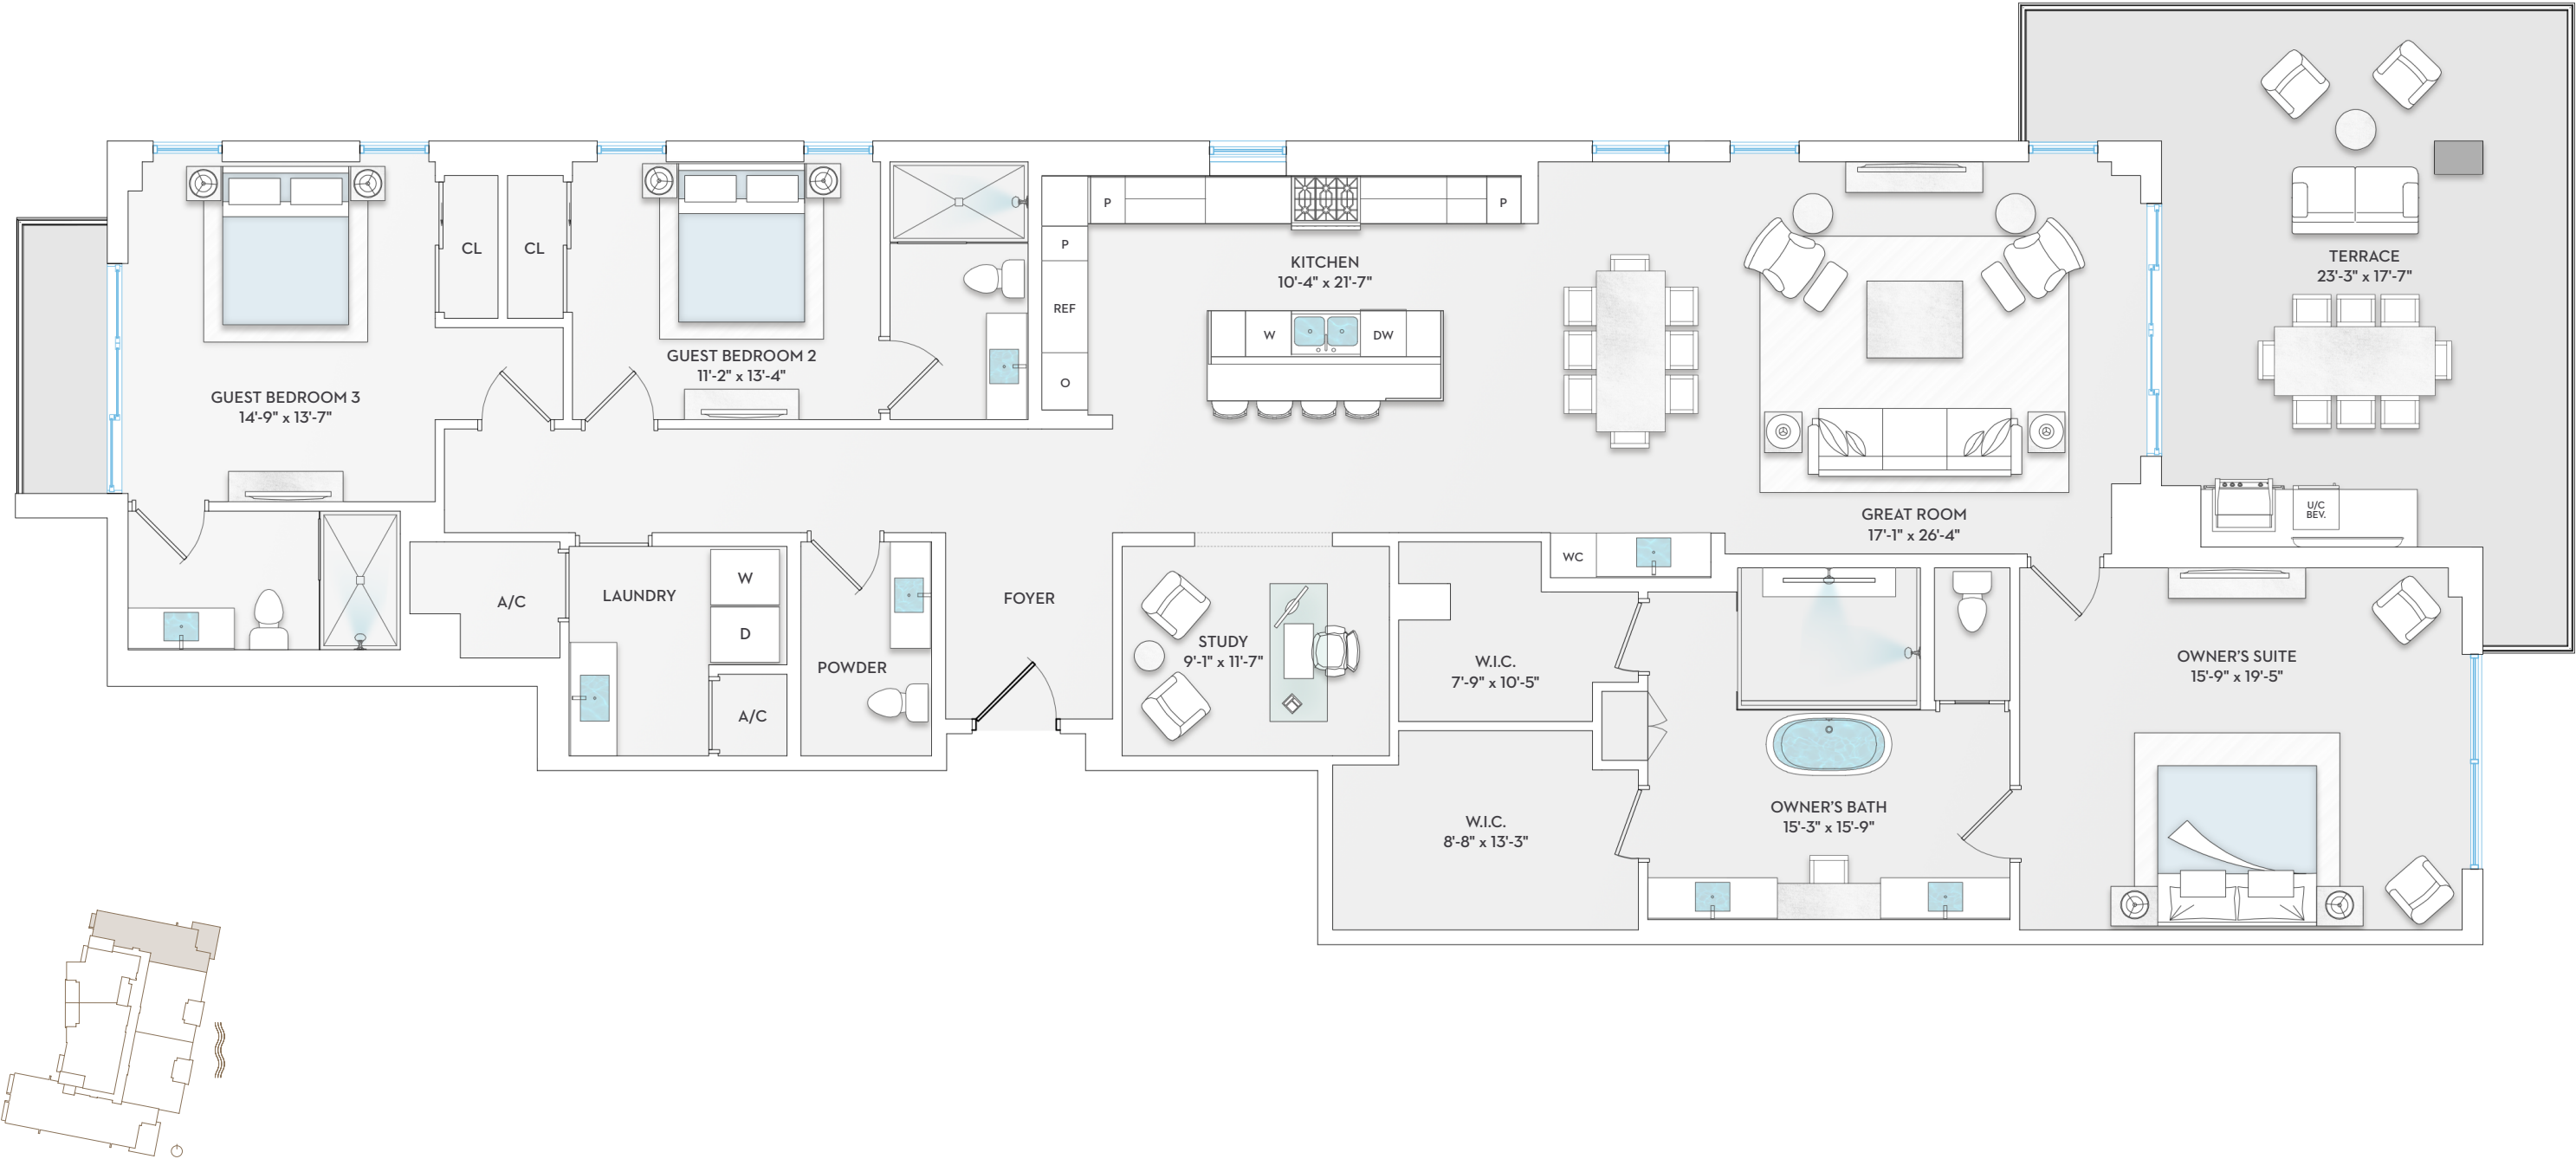 TERRACE
23'-3" x 17'-7"
P
P
P
REF
O
CL
CL
KITCHEN
10'-4" x 21'-7"
W
DW
GUEST BEDROOM 2
11'-2" x 13'-4"
GUEST BEDROOM 3
14'-9" x 13'-7"
U/C
BEV.
GREAT ROOM
17'-1" x 26'-4"
WC
A/C
LAUNDRY
W
D
A/C
POWDER
FOYER
STUDY
9'-1" x 11'-7"
W.I.C.
7'-9" x 10'-5"
OWNER'S SUITE
15'-9" x 19'-5"
W.I.C.
8'-8" x 13'-3"
OWNER'S BATH
15'-3" x 15'-9"